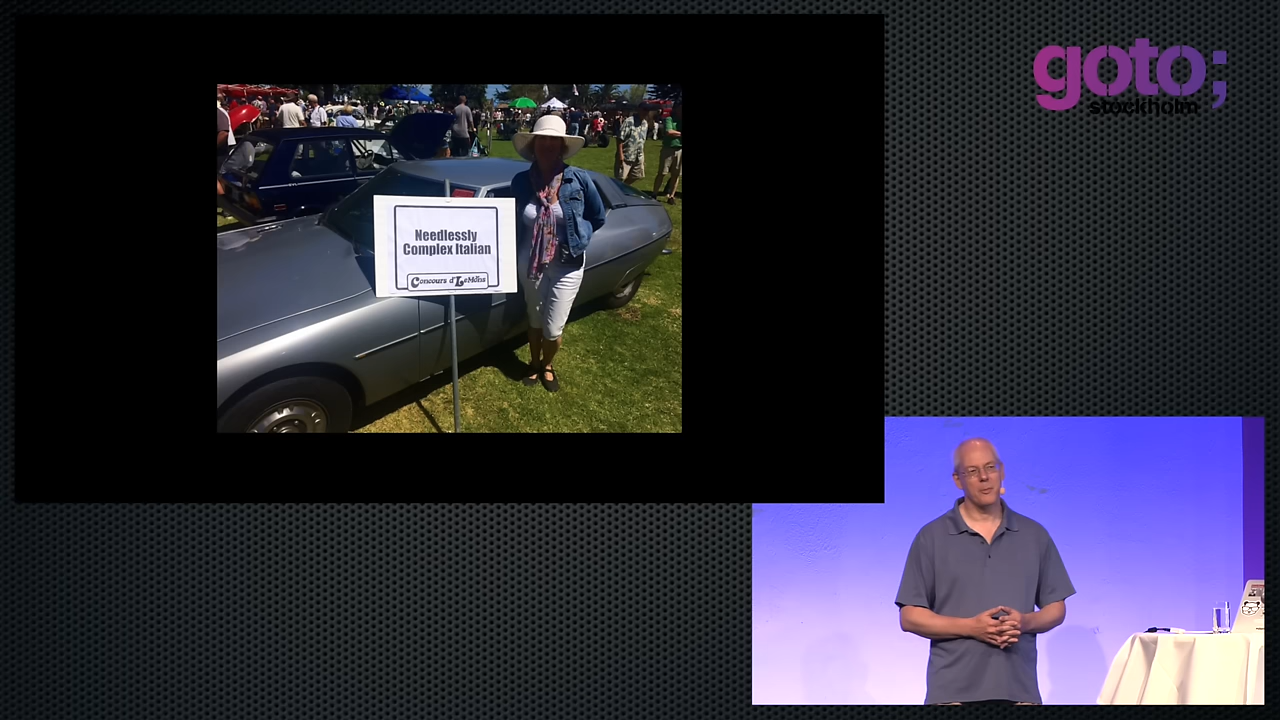 goto;
stockholm
Needlessly
Complex Italian
Concours d'LeMons